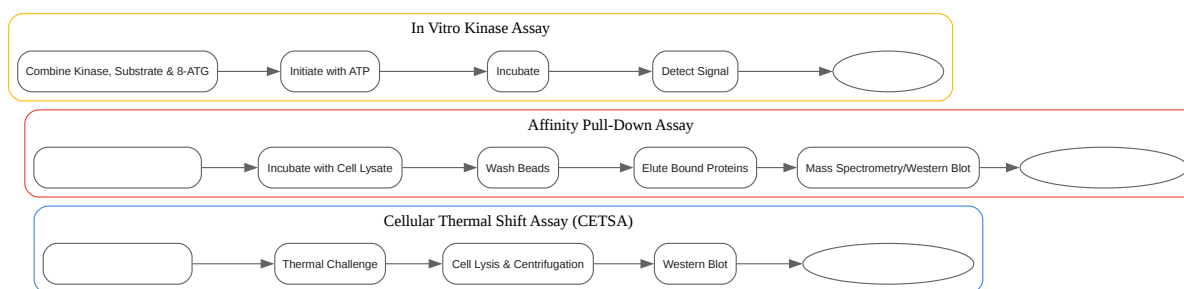 In Vitro Kinase Assay
Combine Kinase, Substrate & 8-ATG
Initiate with ATP
Incubate
Detect Signal
Affinity Pull-Down Assay
Incubate with Cell Lysate
Wash Beads
Elute Bound Proteins
Mass Spectrometry/Western Blot
Cellular Thermal Shift Assay (CETSA)
Thermal Challenge
Cell Lysis & Centrifugation
Western Blot